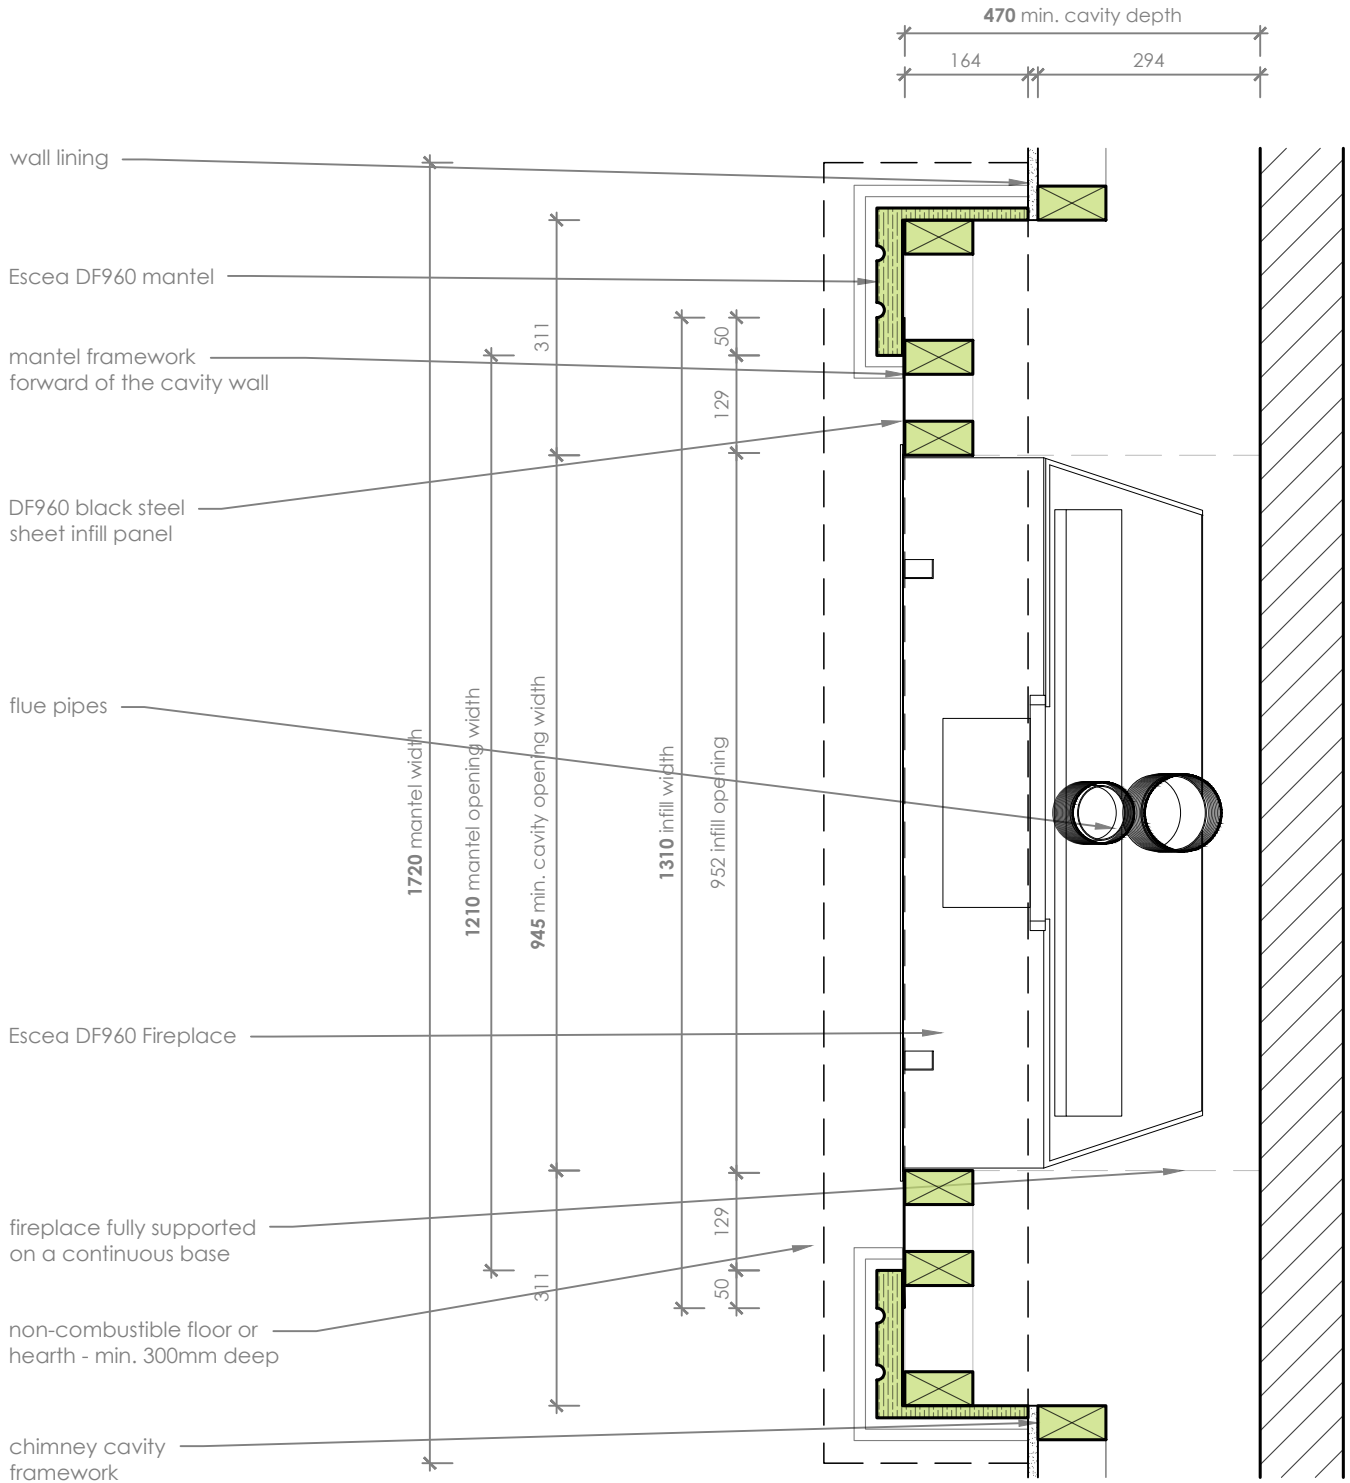 470 min. cavity depth
164
294
wall lining
Escea DF960 mantel
mantel framework
forward of the cavity wall
DF960 black steel
sheet infill panel
flue pipes
Escea DF960 Fireplace
fireplace fully supported
on a continuous base
non-combustible floor or
hearth - min. 300mm deep
chimney cavity
framework
1720 mantel width
1210 mantel opening width
311
945 min. cavity opening width
311
1310 infill width
50
129
952 infill opening
129
50